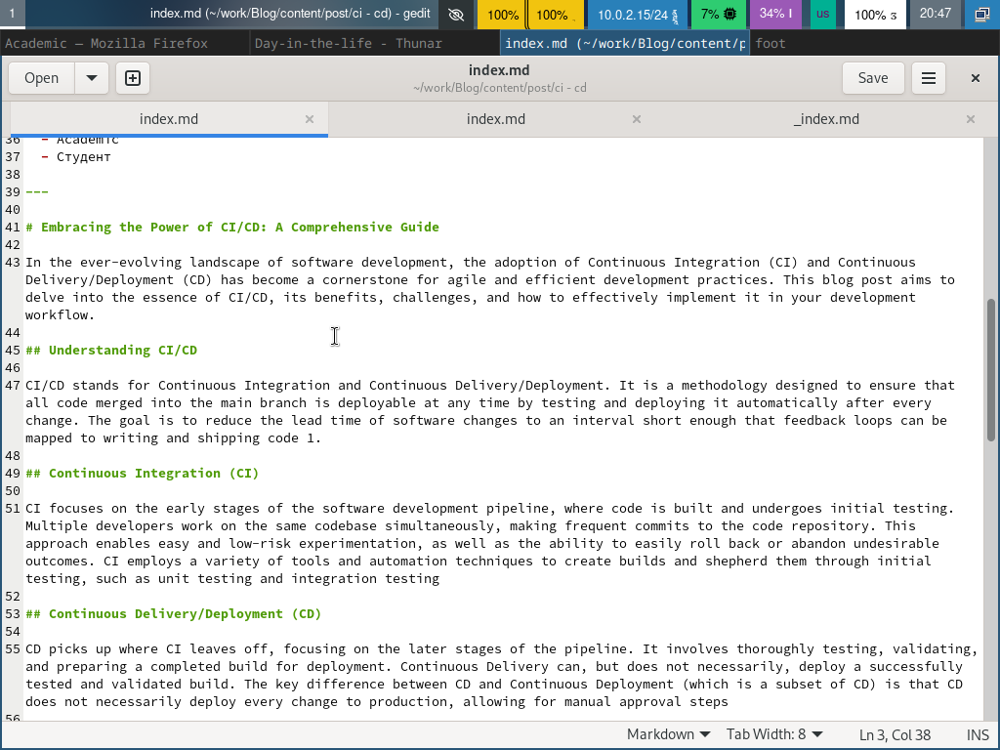 1 index.md (~/work/Blog/content/post/ci - cd) - gedit 100% 100% 10.0.2.15/24 7% 34% us 100% 20:47
Academic — Mozilla Firefox Day-in-the-life - Thunar index.md (~/work/Blog/content/p foot
Open index.md Save
~/work/Blog/content/post/ci - cd
index.md × index.md × _index.md ×
36 - Academic
37 - Студент
38
39 ---
40
41 # Embracing the Power of CI/CD: A Comprehensive Guide
42
43 In the ever-evolving landscape of software development, the adoption of Continuous Integration (CI) and Continuous
Delivery/Deployment (CD) has become a cornerstone for agile and efficient development practices. This blog post aims to
delve into the essence of CI/CD, its benefits, challenges, and how to effectively implement it in your development
workflow.
44
45 ## Understanding CI/CD
46
47 CI/CD stands for Continuous Integration and Continuous Delivery/Deployment. It is a methodology designed to ensure that
all code merged into the main branch is deployable at any time by testing and deploying it automatically after every
change. The goal is to reduce the lead time of software changes to an interval short enough that feedback loops can be
mapped to writing and shipping code 1.
48
49 ## Continuous Integration (CI)
50
51 CI focuses on the early stages of the software development pipeline, where code is built and undergoes initial testing.
Multiple developers work on the same codebase simultaneously, making frequent commits to the code repository. This
approach enables easy and low-risk experimentation, as well as the ability to easily roll back or abandon undesirable
outcomes. CI employs a variety of tools and automation techniques to create builds and shepherd them through initial
testing, such as unit testing and integration testing
52
53 ## Continuous Delivery/Deployment (CD)
54
55 CD picks up where CI leaves off, focusing on the later stages of the pipeline. It involves thoroughly testing, validating,
and preparing a completed build for deployment. Continuous Delivery can, but does not necessarily, deploy a successfully
tested and validated build. The key difference between CD and Continuous Deployment (which is a subset of CD) is that CD
does not necessarily deploy every change to production, allowing for manual approval steps
56
Markdown Tab Width: 8 Ln 3, Col 38 INS